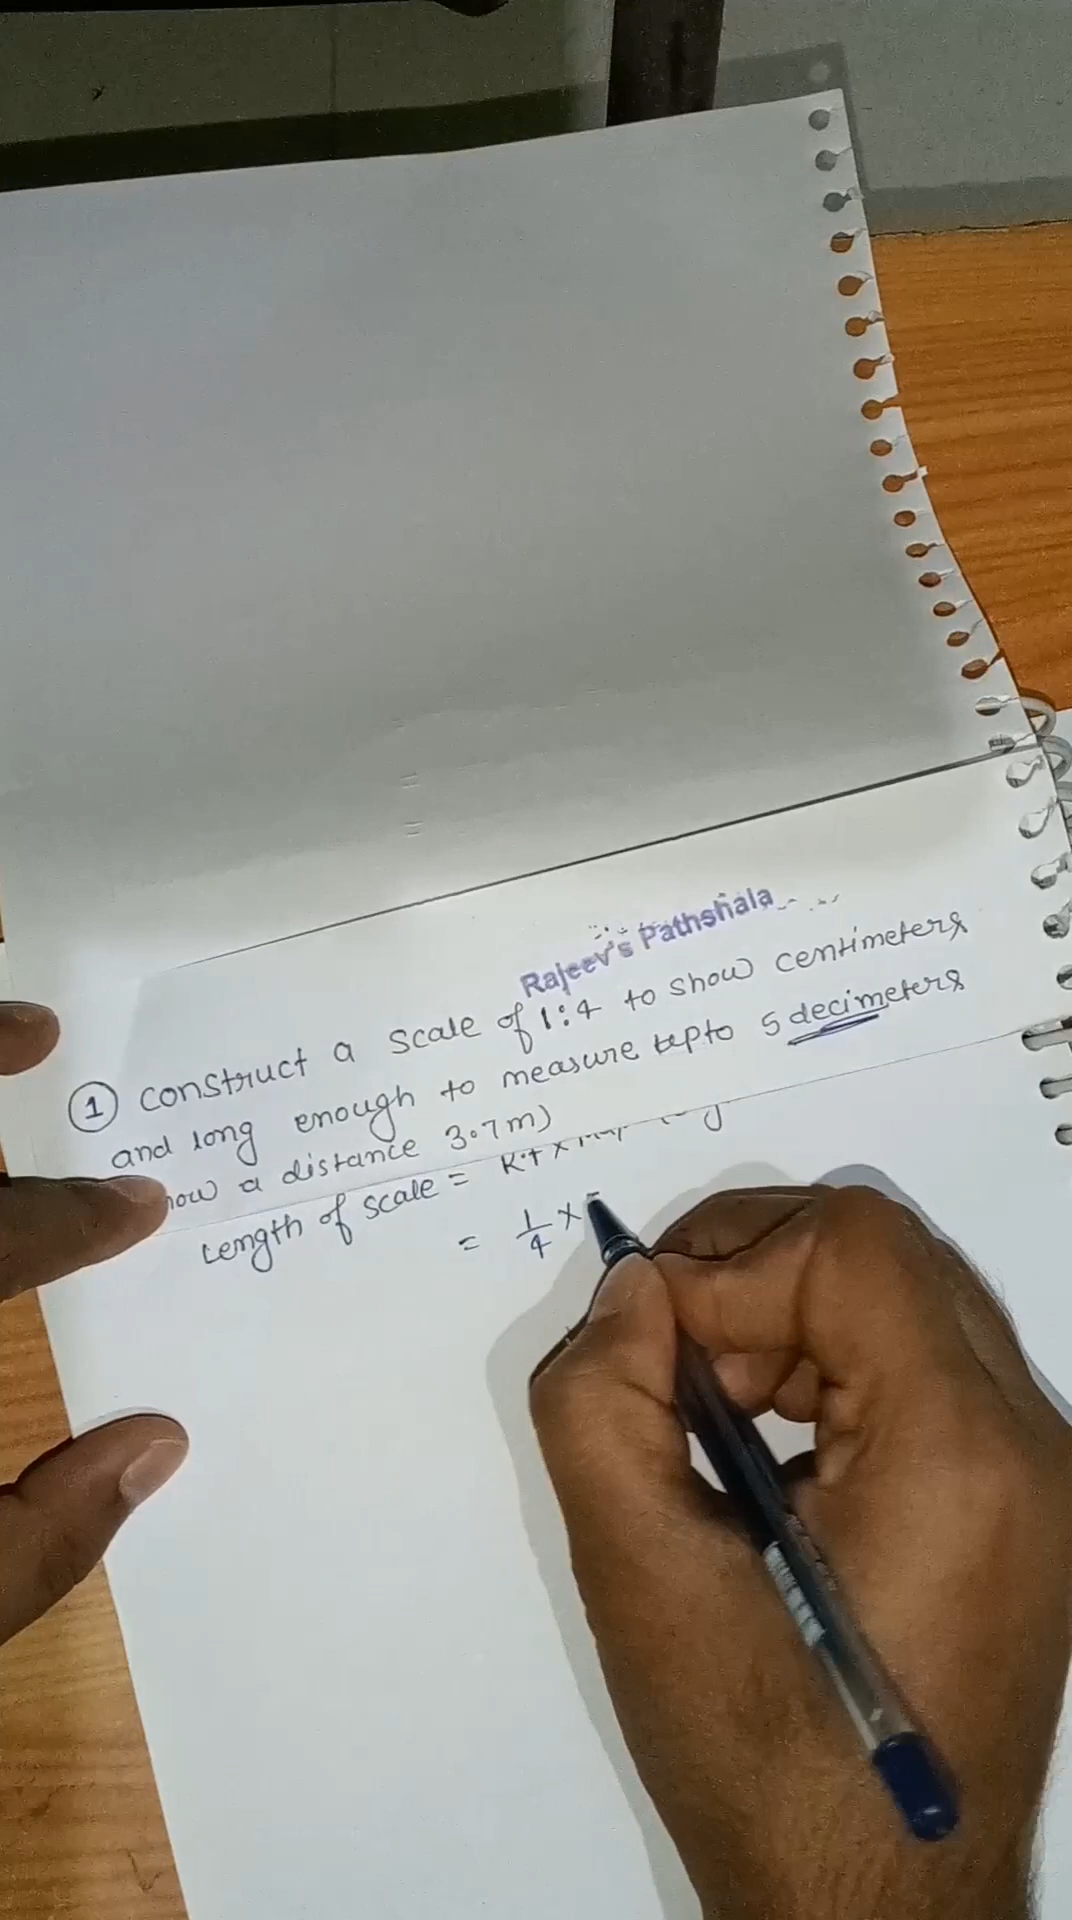 Rajeev's Pathshala
① Construct a scale of 1:4 to show centimeters
and long enough to measure upto 5 decimeters
how a distance 3.7m)
Length of scale = R.f x
= 1/4 x